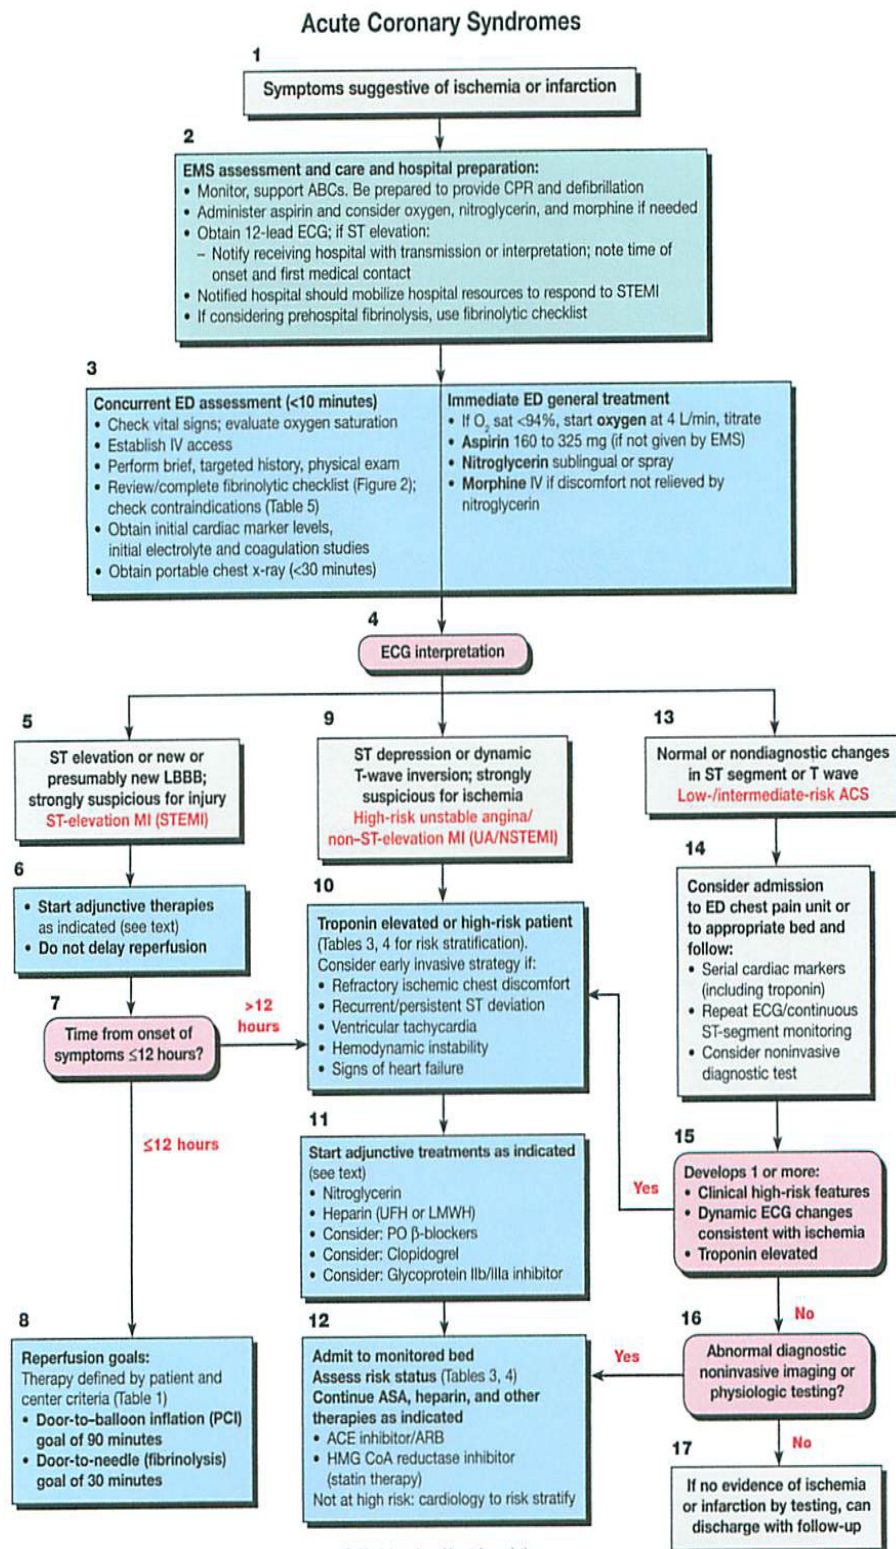 Acute Coronary Syndromes
1
Symptoms suggestive of ischemia or infarction
2
EMS assessment and care and hospital preparation:
• Monitor, support ABCs. Be prepared to provide CPR and defibrillation
• Administer aspirin and consider oxygen, nitroglycerin, and morphine if needed
• Obtain 12-lead ECG; if ST elevation:
– Notify receiving hospital with transmission or interpretation; note time of
onset and first medical contact
• Notified hospital should mobilize hospital resources to respond to STEMI
• If considering prehospital fibrinolysis, use fibrinolytic checklist
3
Concurrent ED assessment (<10 minutes)
• Check vital signs; evaluate oxygen saturation
• Establish IV access
• Perform brief, targeted history, physical exam
• Review/complete fibrinolytic checklist (Figure 2);
check contraindications (Table 5)
• Obtain initial cardiac marker levels,
initial electrolyte and coagulation studies
• Obtain portable chest x-ray (<30 minutes)
Immediate ED general treatment
• If O₂ sat <94%, start oxygen at 4 L/min, titrate
• Aspirin 160 to 325 mg (if not given by EMS)
• Nitroglycerin sublingual or spray
• Morphine IV if discomfort not relieved by
nitroglycerin
4
ECG interpretation
5
ST elevation or new or
presumably new LBBB;
strongly suspicious for injury
ST-elevation MI (STEMI)
6
• Start adjunctive therapies
as indicated (see text)
• Do not delay reperfusion
7
Time from onset of
symptoms ≤12 hours?
>12
hours
≤12 hours
8
Reperfusion goals:
Therapy defined by patient and
center criteria (Table 1)
• Door-to–balloon inflation (PCI)
goal of 90 minutes
• Door-to-needle (fibrinolysis)
goal of 30 minutes
9
ST depression or dynamic
T-wave inversion; strongly
suspicious for ischemia
High-risk unstable angina/
non–ST-elevation MI (UA/NSTEMI)
10
Troponin elevated or high-risk patient
(Tables 3, 4 for risk stratification).
Consider early invasive strategy if:
• Refractory ischemic chest discomfort
• Recurrent/persistent ST deviation
• Ventricular tachycardia
• Hemodynamic instability
• Signs of heart failure
11
Start adjunctive treatments as indicated
(see text)
• Nitroglycerin
• Heparin (UFH or LMWH)
• Consider: PO β-blockers
• Consider: Clopidogrel
• Consider: Glycoprotein IIb/IIIa inhibitor
12
Admit to monitored bed
Assess risk status (Tables 3, 4)
Continue ASA, heparin, and other
therapies as indicated
• ACE inhibitor/ARB
• HMG CoA reductase inhibitor
(statin therapy)
Not at high risk: cardiology to risk stratify
13
Normal or nondiagnostic changes
in ST segment or T wave
Low-/intermediate-risk ACS
14
Consider admission
to ED chest pain unit or
to appropriate bed and
follow:
• Serial cardiac markers
(including troponin)
• Repeat ECG/continuous
ST-segment monitoring
• Consider noninvasive
diagnostic test
15
Develops 1 or more:
• Clinical high-risk features
• Dynamic ECG changes
consistent with ischemia
• Troponin elevated
Yes
No
16
Abnormal diagnostic
noninvasive imaging or
physiologic testing?
Yes
No
17
If no evidence of ischemia
or infarction by testing, can
discharge with follow-up